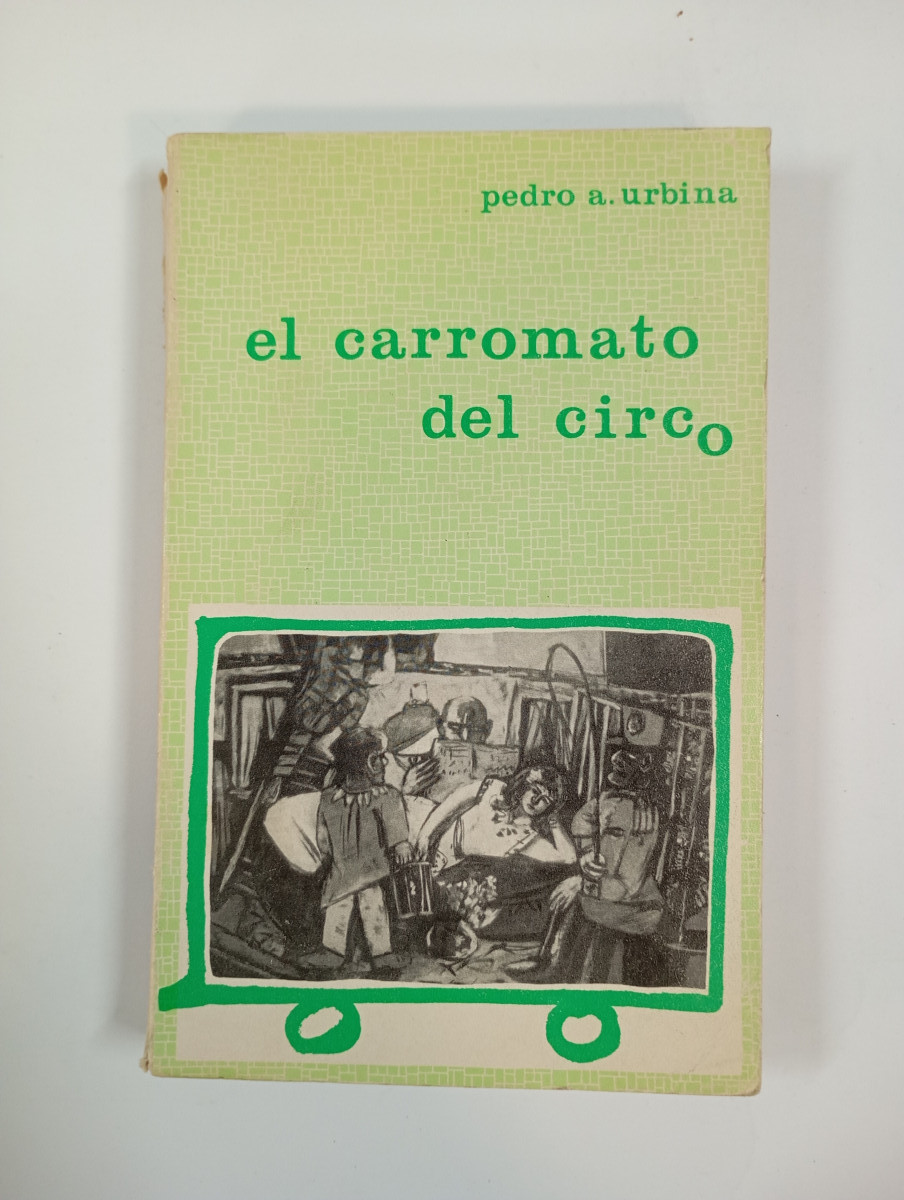 pedro a. urbina
el carromato
del circo